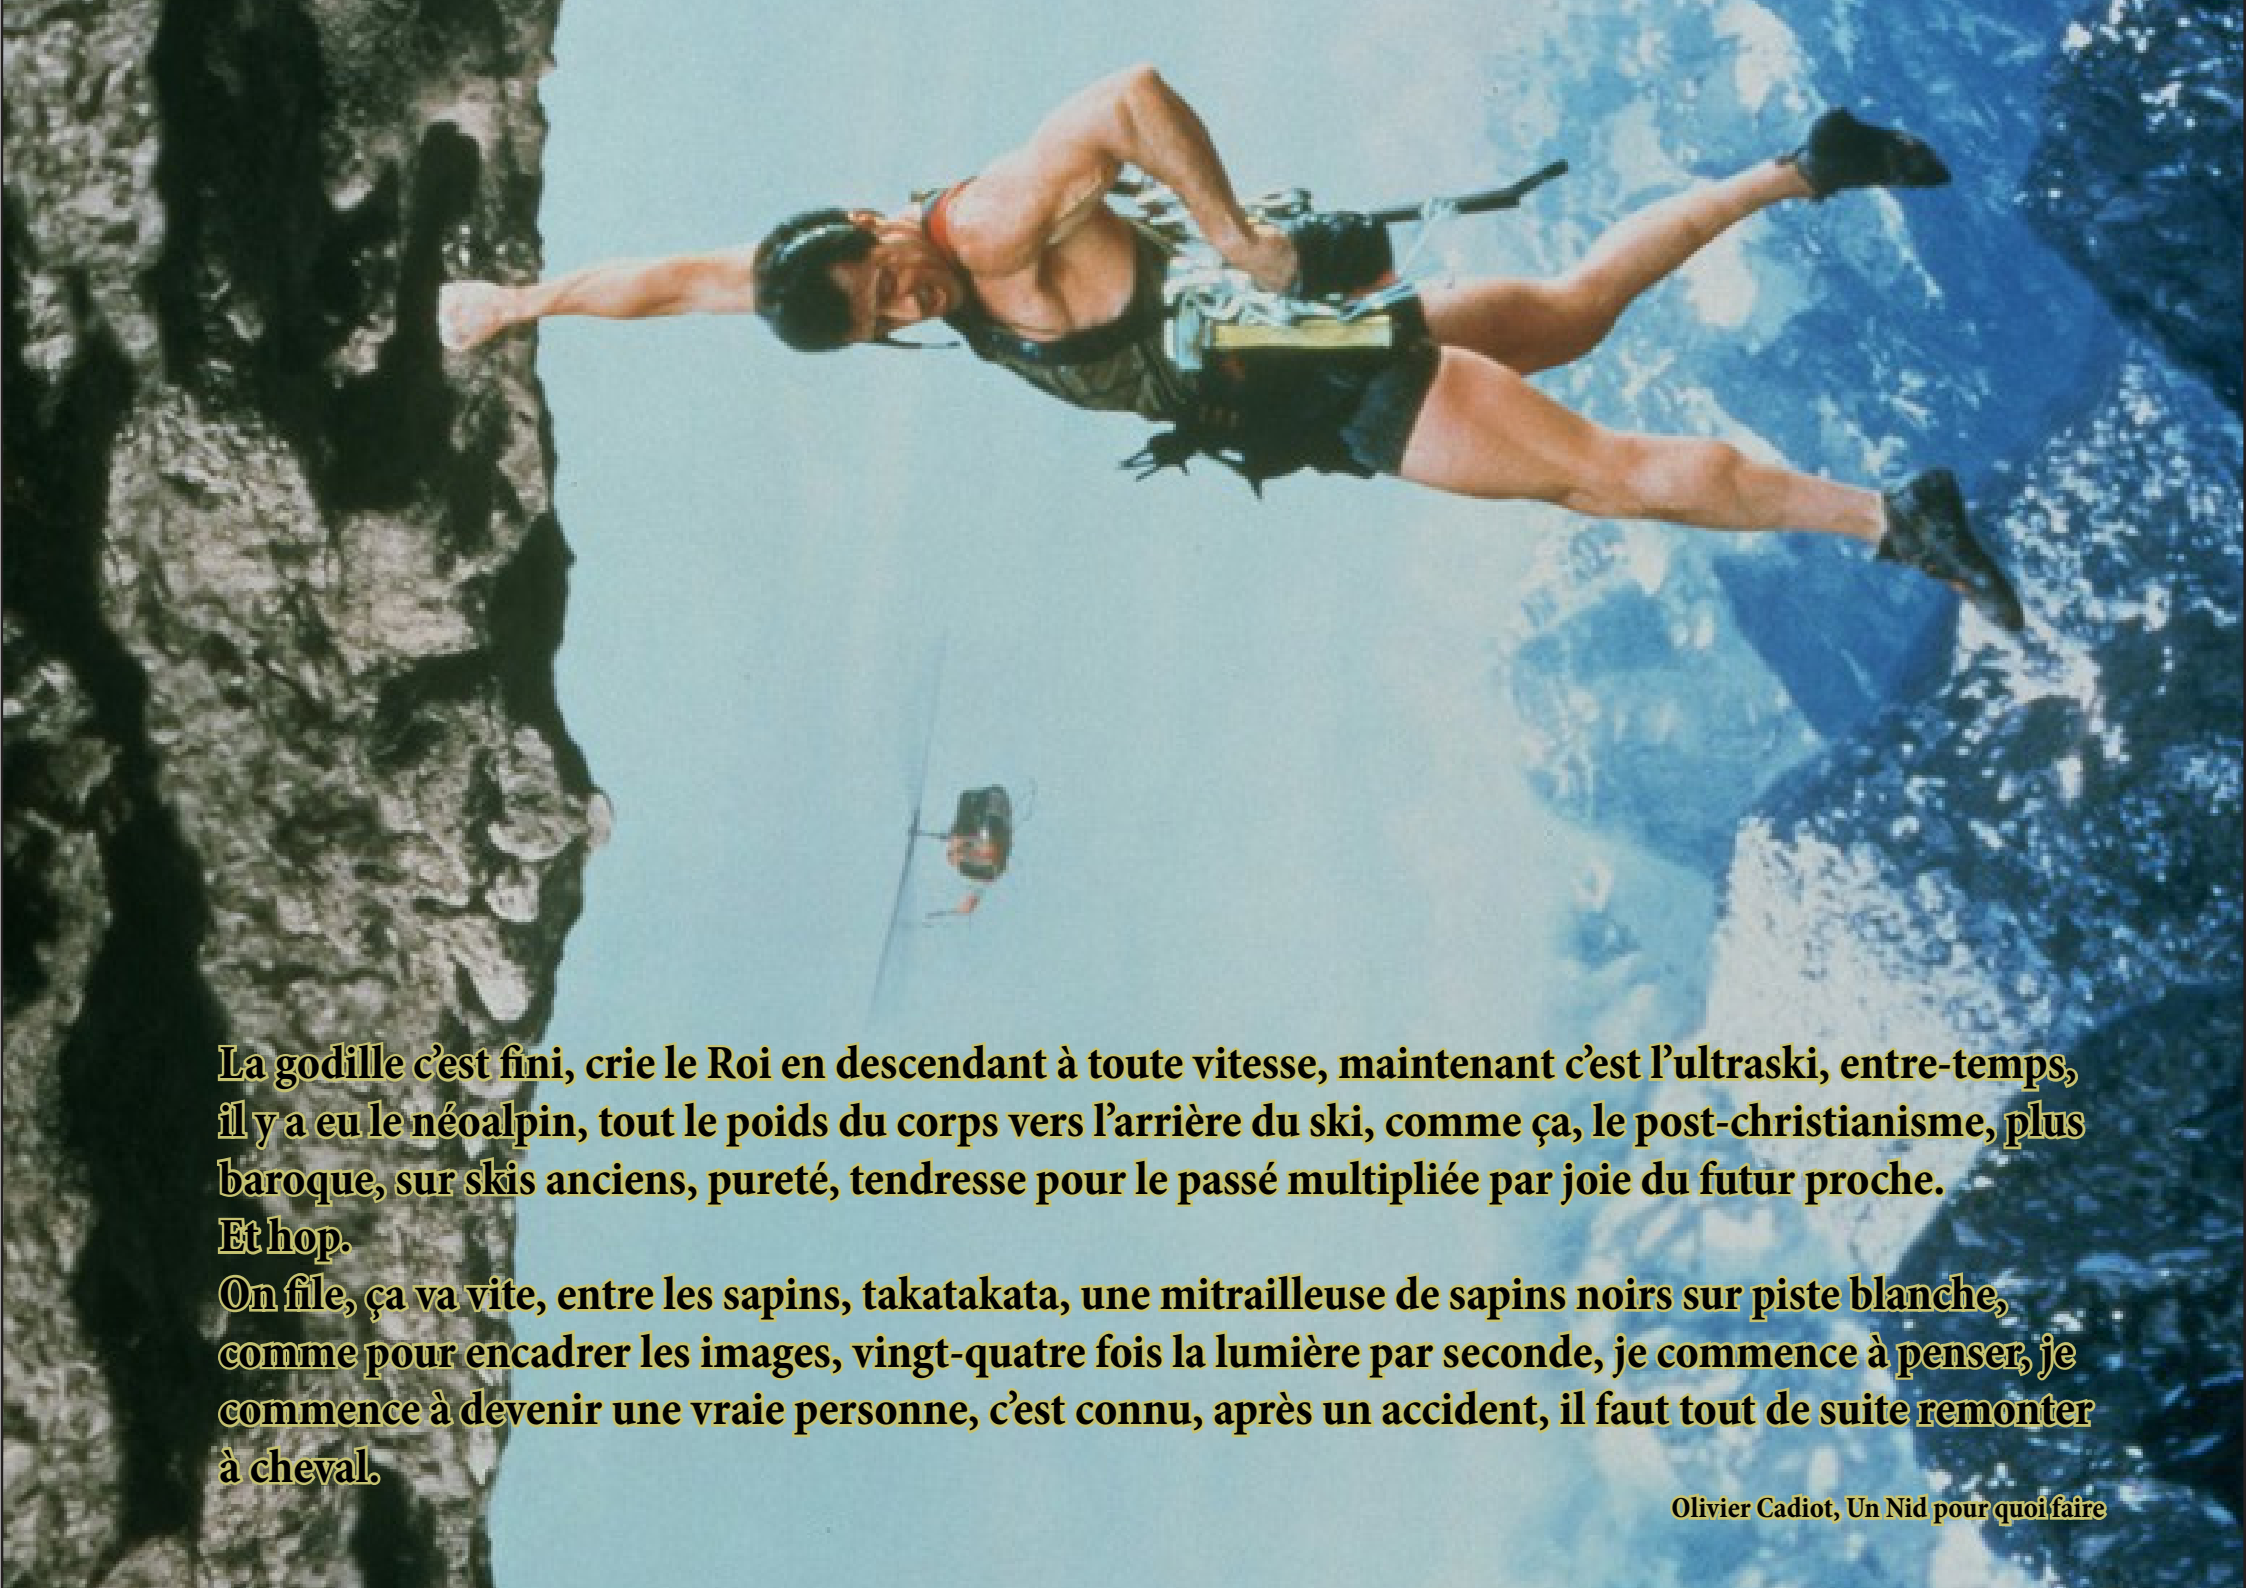 La godille c’est fini, crie le Roi en descendant à toute vitesse, maintenant c’est l’ultraski, entre-temps,
il y a eu le néoalpin, tout le poids du corps vers l’arrière du ski, comme ça, le post-christianisme, plus
baroque, sur skis anciens, pureté, tendresse pour le passé multipliée par joie du futur proche.
Et hop.
On file, ça va vite, entre les sapins, takatakata, une mitrailleuse de sapins noirs sur piste blanche,
comme pour encadrer les images, vingt-quatre fois la lumière par seconde, je commence à penser, je
commence à devenir une vraie personne, c’est connu, après un accident, il faut tout de suite remonter
à cheval.
Olivier Cadiot, Un Nid pour quoi faire